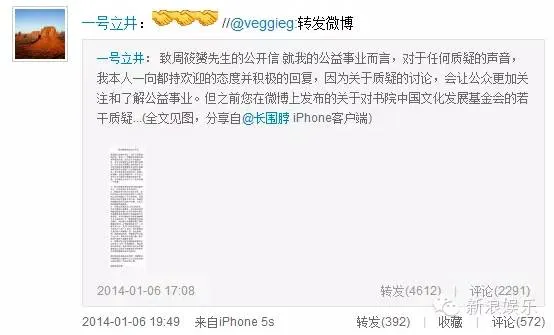 一号立井：🤝🤝🤝 //@veggieg:转发微博
一号立井： 致周筱赟先生的公开信 就我的公益事业而言，对于任何质疑的声音，
我本人一向都持欢迎的态度并积极的回复，因为关于质疑的讨论，会让公众更加关
注和了解公益事业。但之前您在微博上发布的关于对书院中国文化发展基金会的若
干质疑...(全文见图，分享自@长围脖 iPhone客户端)
2014-01-06 17:08 转发(4612) | 评论(2291)
2014-01-06 19:49 来自iPhone 5s 转发(392) | 收藏 | 评论(572)
新浪娱乐